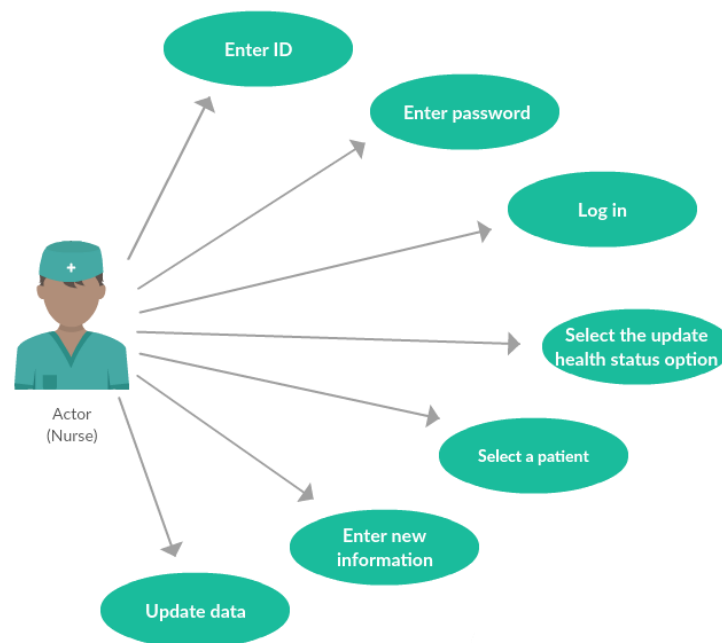 Enter ID
Enter password
Log in
Select the update
health status option
Actor
(Nurse)
Select a patient
Enter new
information
Update data